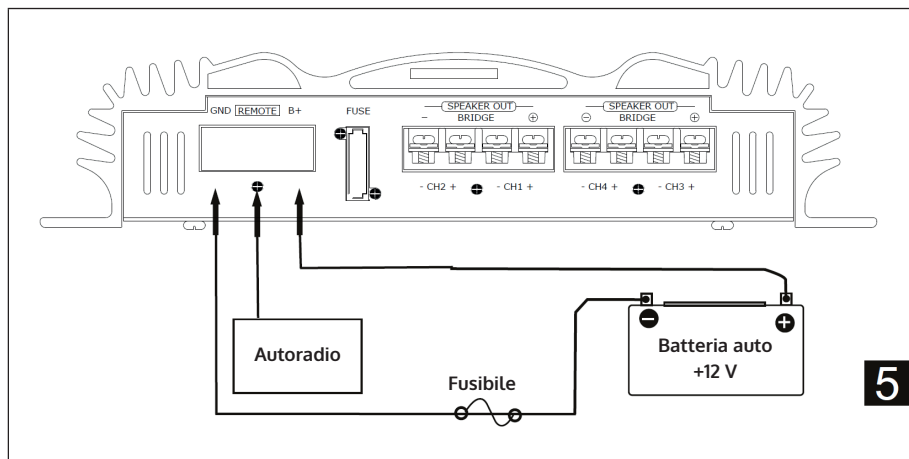 SPEAKER OUT SPEAKER OUT
GND REMOTE B+ FUSE - BRIDGE + - BRIDGE +
- CH2 + - CH1 + - CH4 + - CH3 +
- +
Autoradio
Batteria auto
+12 V
Fusibile
5